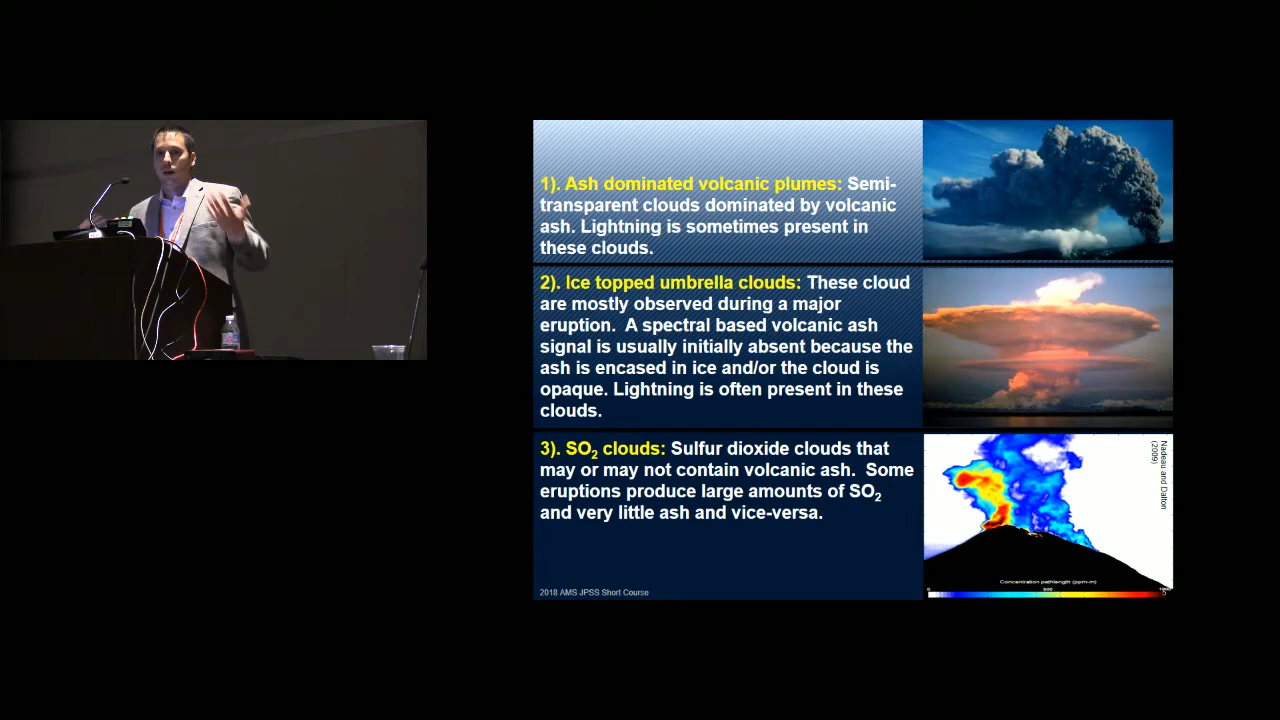 1). Ash dominated volcanic plumes: Semi-
transparent clouds dominated by volcanic
ash. Lightning is sometimes present in
these clouds.
2). Ice topped umbrella clouds: These cloud
are mostly observed during a major
eruption.  A spectral based volcanic ash
signal is usually initially absent because the
ash is encased in ice and/or the cloud is
opaque. Lightning is often present in these
clouds.
3). SO2 clouds: Sulfur dioxide clouds that
may or may not contain volcanic ash.  Some
eruptions produce large amounts of SO2
and very little ash and vice-versa.
Nadeau and Dalton
(2009)
Concentration pathlength (ppm-m)
0 500
2018 AMS JPSS Short Course